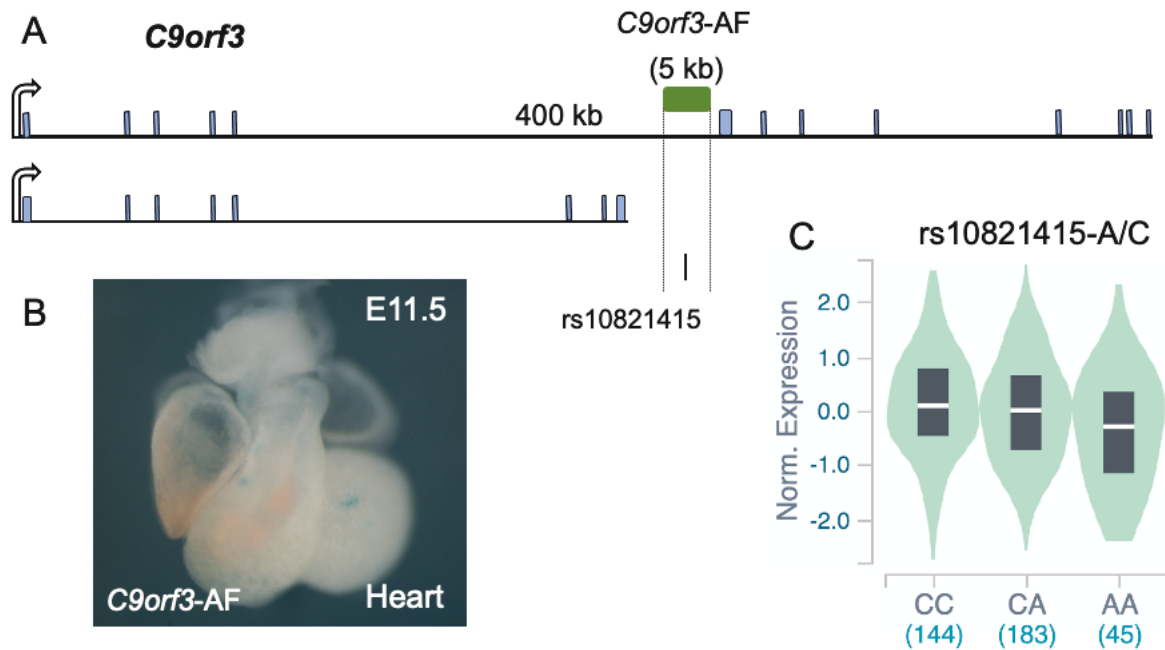 A
C9orf3
C9orf3-AF
(5 kb)
400 kb
rs10821415
B
E11.5
C9orf3-AF
Heart
C
rs10821415-A/C
Norm. Expression
2.0
1.0
0.0
-1.0
-2.0
CC
CA
AA
(144)
(183)
(45)